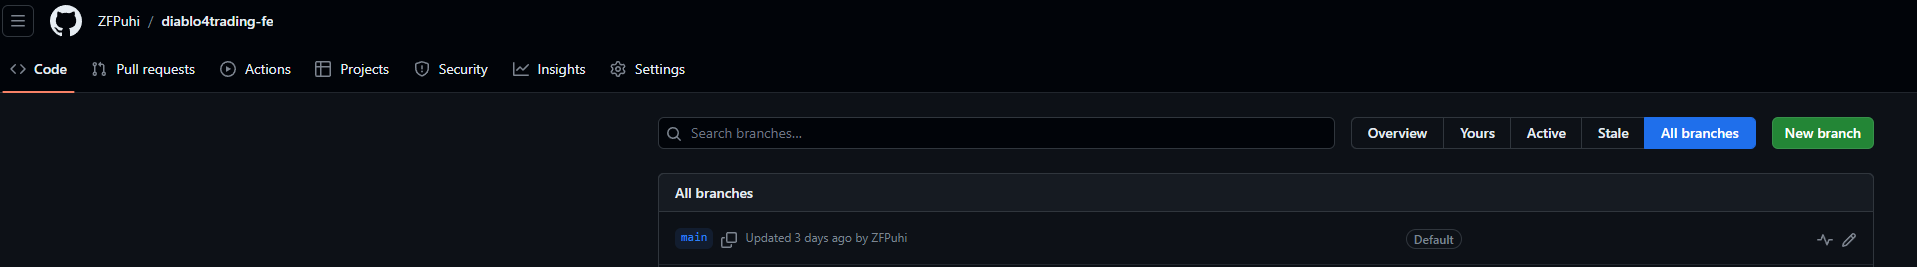 ZFPuhi / diablo4trading-fe
Code Pull requests Actions Projects Security Insights Settings
Search branches... Overview Yours Active Stale All branches New branch
All branches
main Updated 3 days ago by ZFPuhi Default